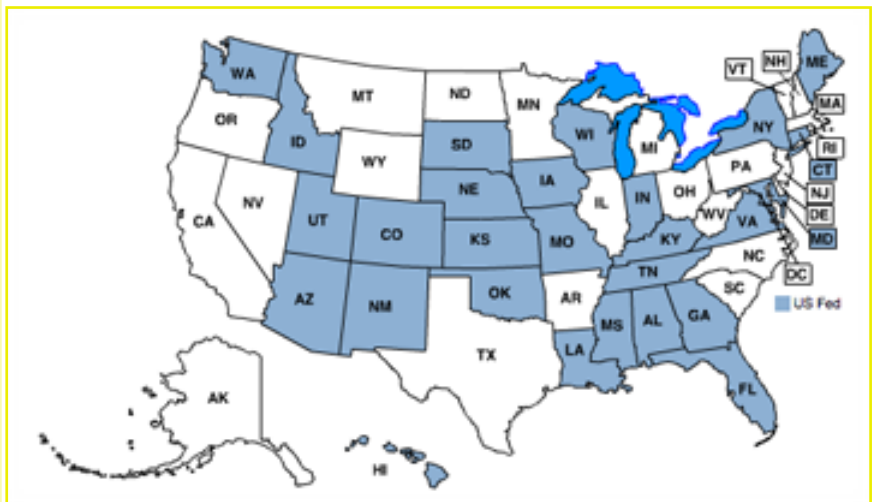 WA
MT
ND
MN
VT
NH
ME
OR
ID
SD
WI
MI
NY
MA
RI
CT
WY
NE
IA
PA
NJ
NV
UT
CO
IL
IN
OH
DE
CA
KS
MO
KY
WV
VA
MD
NC
DC
AZ
NM
OK
AR
TN
SC
US Fed
TX
LA
MS
AL
GA
FL
AK
HI